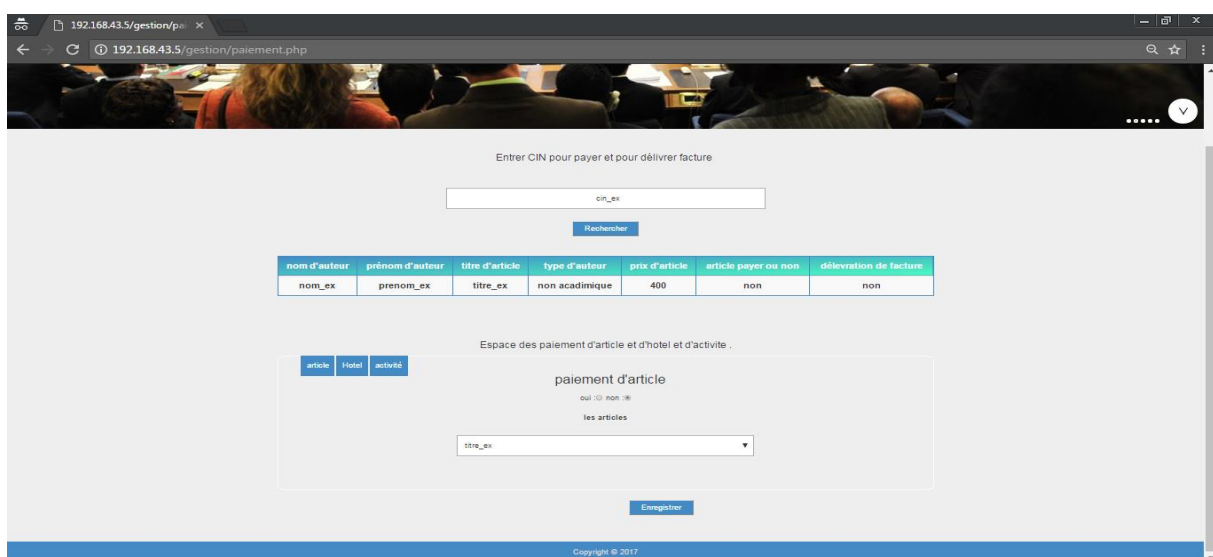 192.168.43.5/gestion/pa
192.168.43.5/gestion/paiement.php
Entrer CIN pour payer et pour délivrer facture
cin_ex
Rechercher
nom d'auteur prénom d'auteur titre d'article type d'auteur prix d'article article payer ou non délevration de facture
nom_ex prenom_ex titre_ex non acadimique 400 non non
Espace des paiement d'article et d'hotel et d'activite .
article Hotel activité
paiement d'article
oui : non :
les articles
titre_ex
Enregistrer
Copyright © 2017